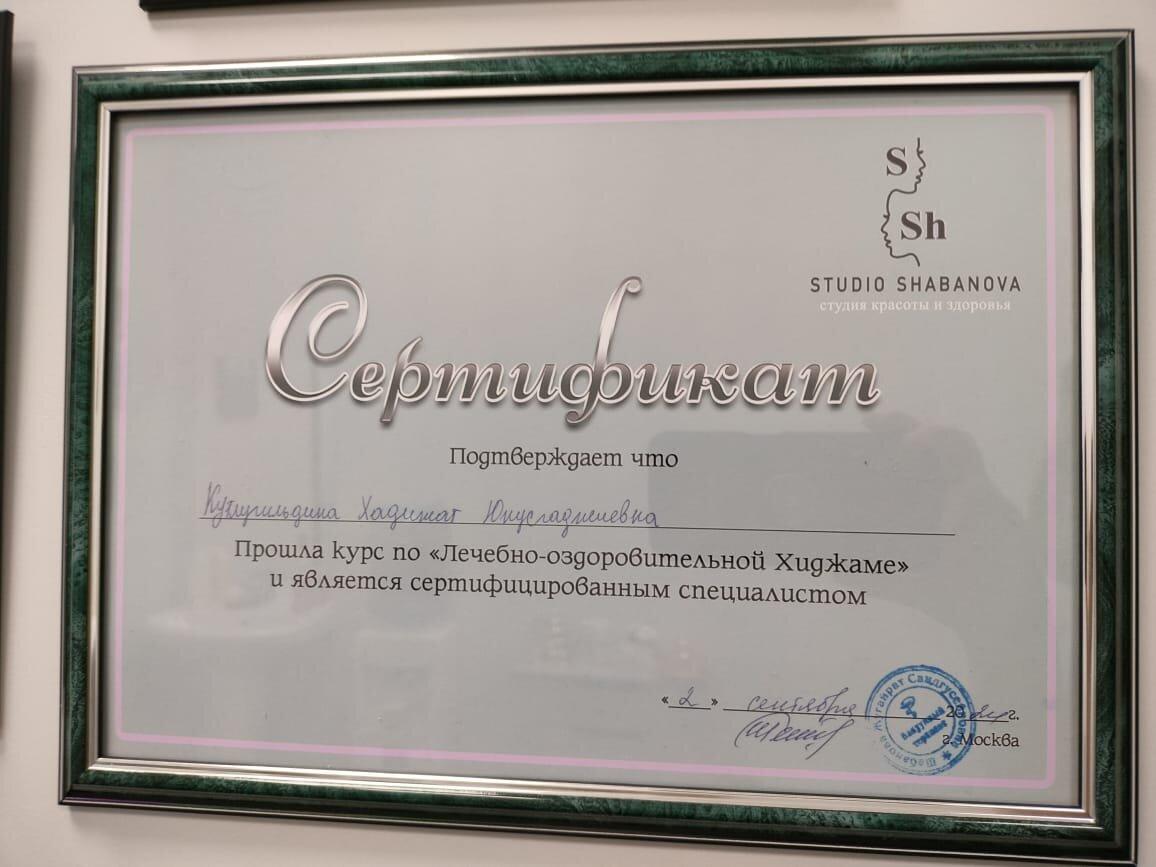 S
Sh
STUDIO SHABANOVA
студия красоты и здоровья
Сертификат
Подтверждает что
Хадижат
Прошла курс по «Лечебно-оздоровительной Хиджаме»
и является сертифицированным специалистом
«2» сентября 20 г.
г. Москва